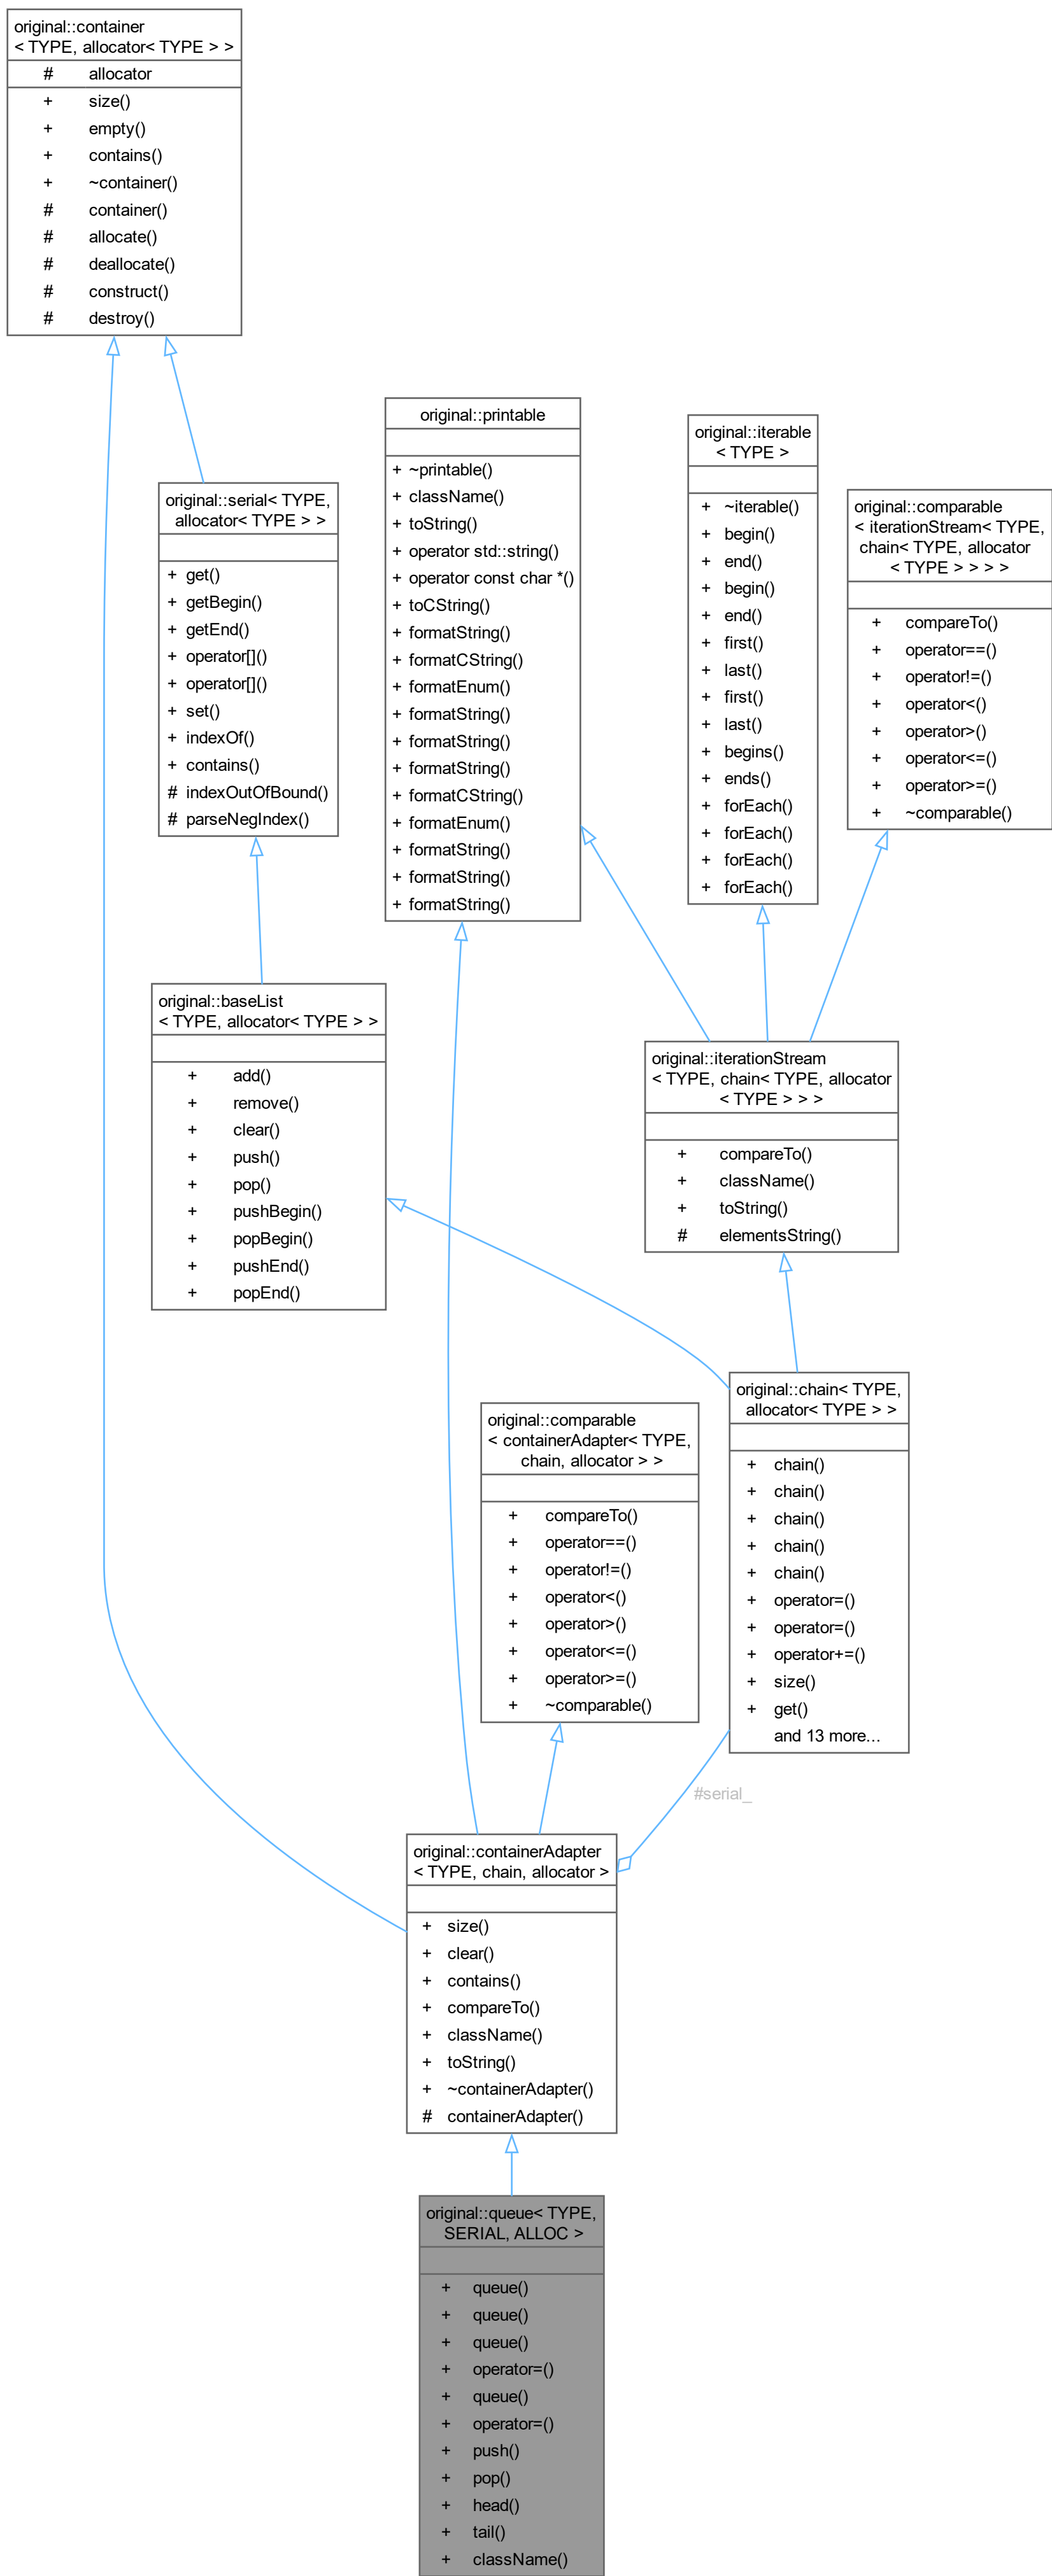 original::container
< TYPE, allocator< TYPE > >
# allocator
+ size()
+ empty()
+ contains()
+ ~container()
# container()
# allocate()
# deallocate()
# construct()
# destroy()
original::serial< TYPE,
allocator< TYPE > >
+ get()
+ getBegin()
+ getEnd()
+ operator[]()
+ operator[]()
+ set()
+ indexOf()
+ contains()
# indexOutOfBound()
# parseNegIndex()
original::printable
+ ~printable()
+ className()
+ toString()
+ operator std::string()
+ operator const char *()
+ toCString()
+ formatString()
+ formatCString()
+ formatEnum()
+ formatString()
+ formatString()
+ formatString()
+ formatCString()
+ formatEnum()
+ formatString()
+ formatString()
+ formatString()
original::iterable
< TYPE >
+ ~iterable()
+ begin()
+ end()
+ begin()
+ end()
+ first()
+ last()
+ first()
+ last()
+ begins()
+ ends()
+ forEach()
+ forEach()
+ forEach()
+ forEach()
original::comparable
< iterationStream< TYPE,
chain< TYPE, allocator
< TYPE > > > >
+ compareTo()
+ operator==()
+ operator!=()
+ operator<()
+ operator>()
+ operator<=()
+ operator>=()
+ ~comparable()
original::baseList
< TYPE, allocator< TYPE > >
+ add()
+ remove()
+ clear()
+ push()
+ pop()
+ pushBegin()
+ popBegin()
+ pushEnd()
+ popEnd()
original::iterationStream
< TYPE, chain< TYPE, allocator
< TYPE > > >
+ compareTo()
+ className()
+ toString()
# elementsString()
original::comparable
< containerAdapter< TYPE,
chain, allocator > >
+ compareTo()
+ operator==()
+ operator!=()
+ operator<()
+ operator>()
+ operator<=()
+ operator>=()
+ ~comparable()
original::chain< TYPE,
allocator< TYPE > >
+ chain()
+ chain()
+ chain()
+ chain()
+ chain()
+ operator=()
+ operator=()
+ operator+=()
+ size()
+ get()
and 13 more...
#serial_
original::containerAdapter
< TYPE, chain, allocator >
+ size()
+ clear()
+ contains()
+ compareTo()
+ className()
+ toString()
+ ~containerAdapter()
# containerAdapter()
original::queue< TYPE,
SERIAL, ALLOC >
+ queue()
+ queue()
+ queue()
+ operator=()
+ queue()
+ operator=()
+ push()
+ pop()
+ head()
+ tail()
+ className()